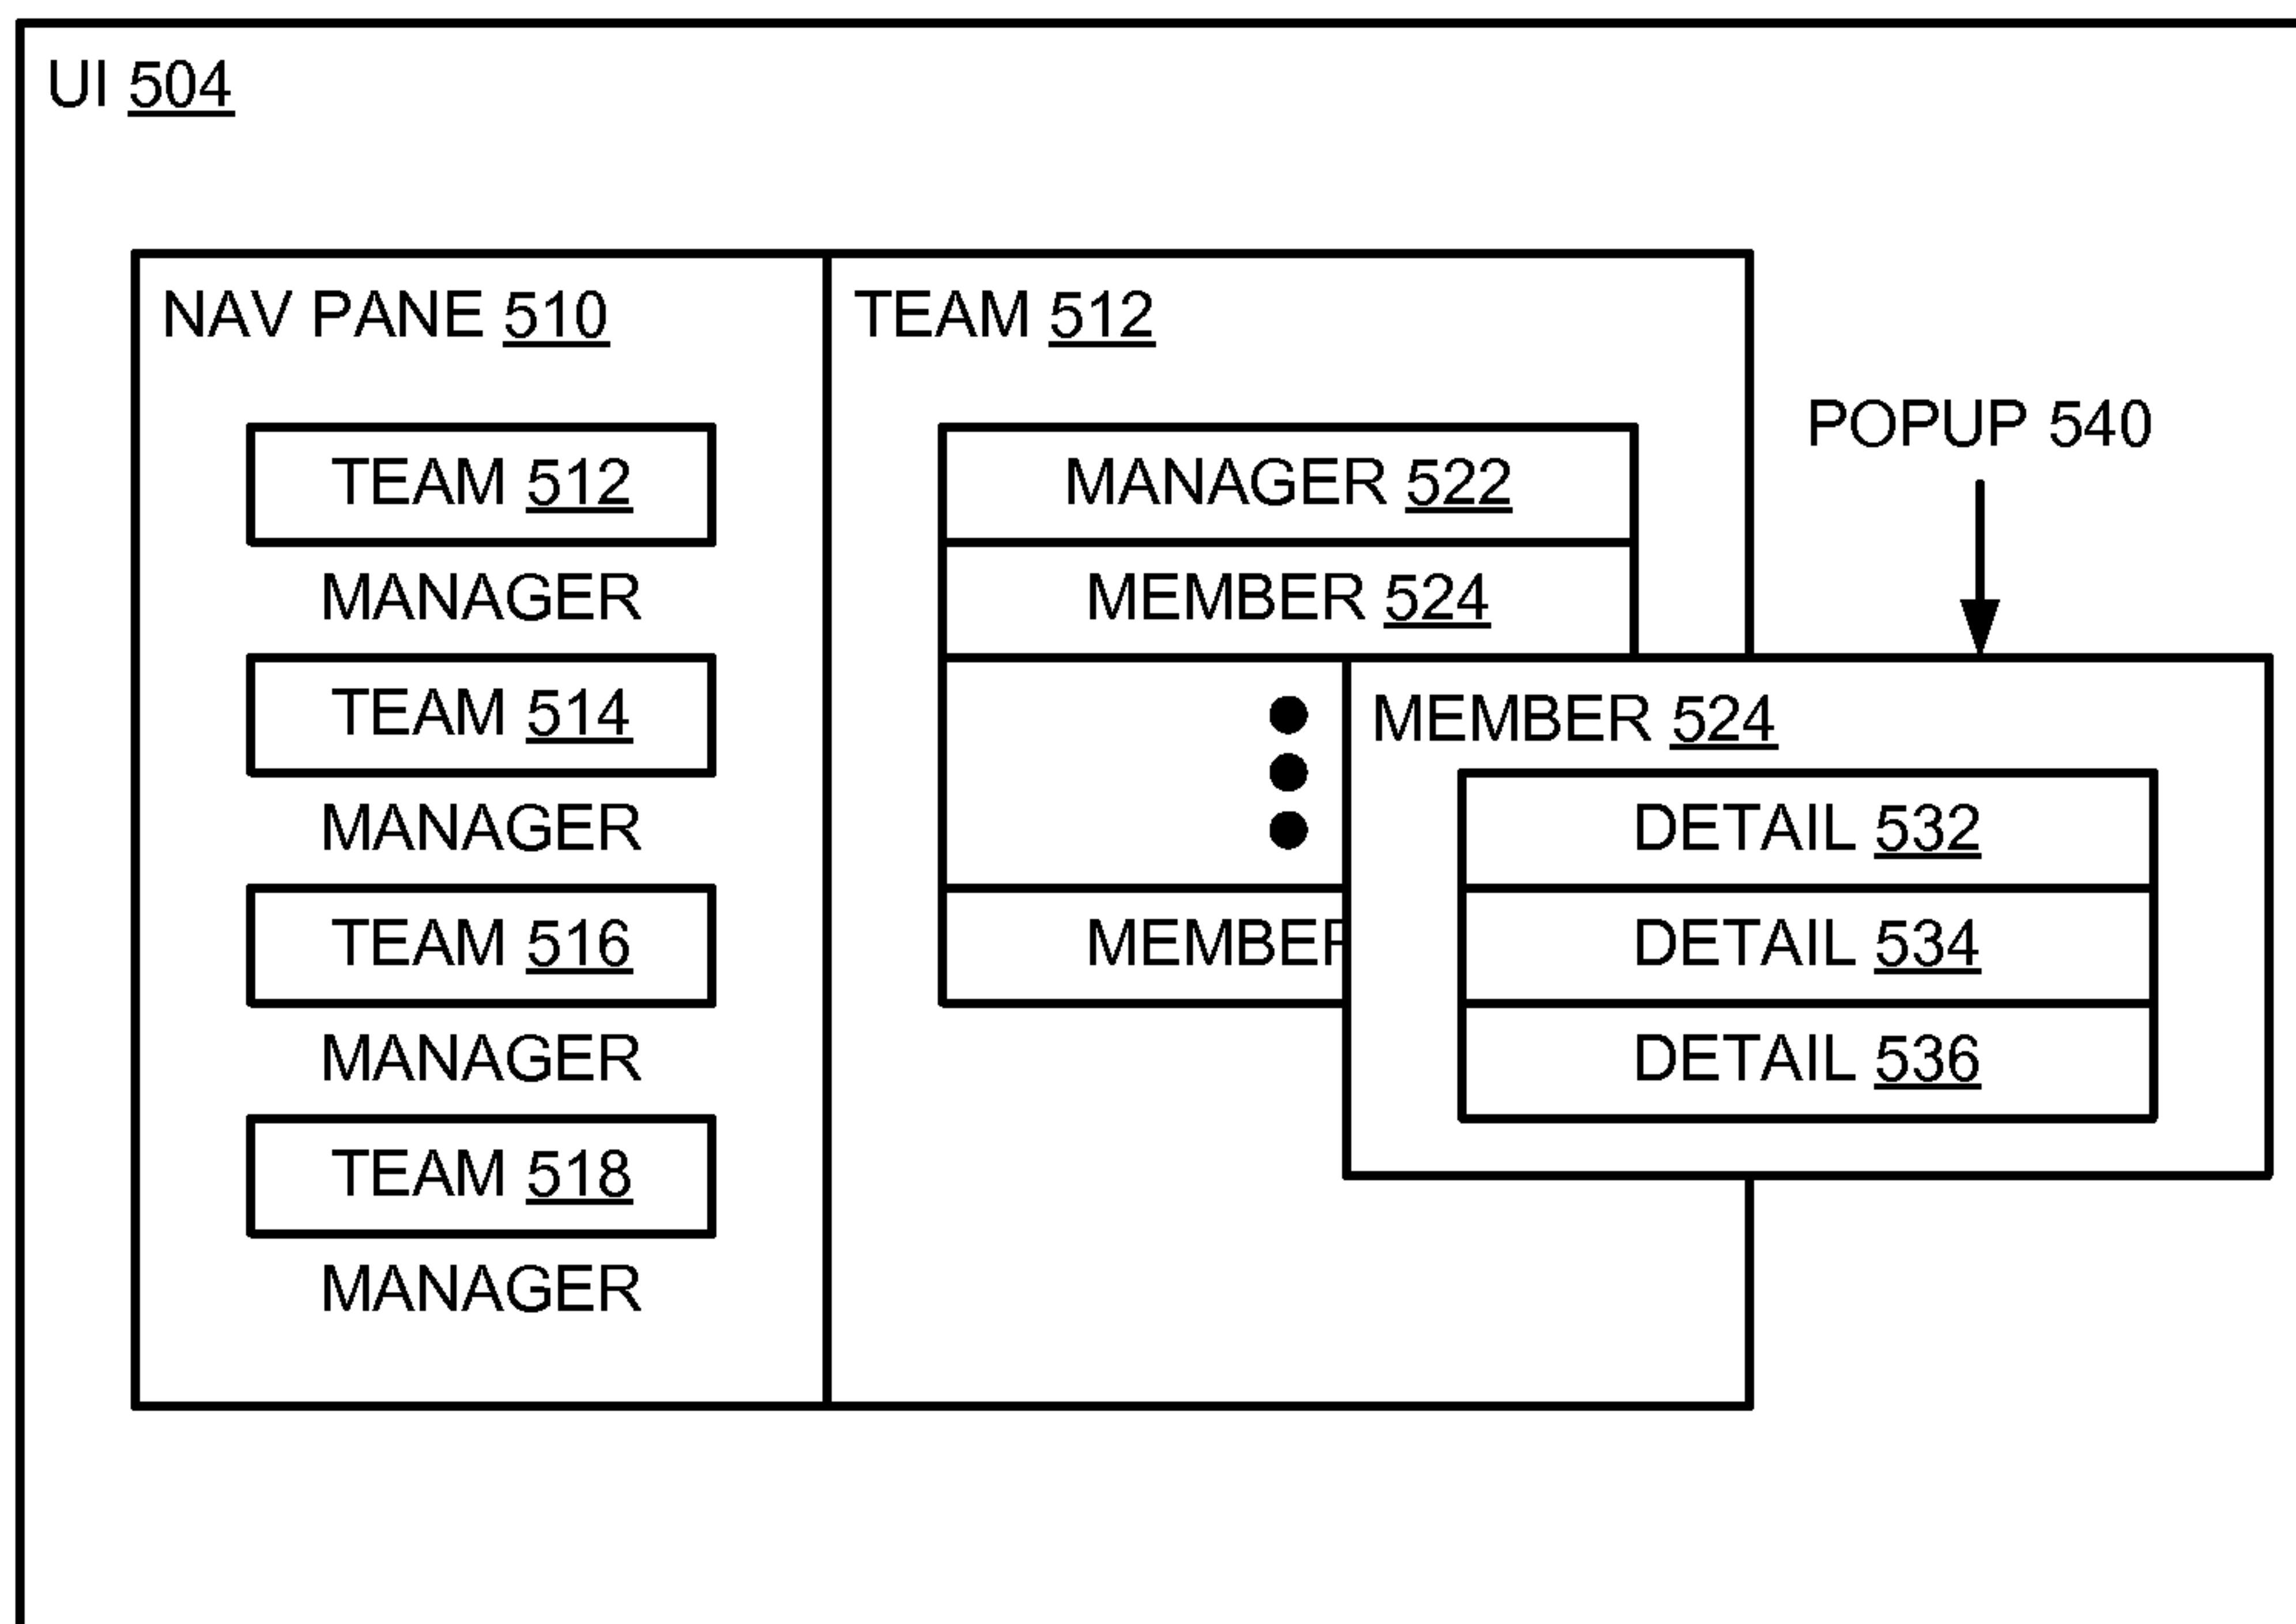 UI 504
NAV PANE 510
TEAM 512
MANAGER
TEAM 514
MANAGER
TEAM 516
MANAGER
TEAM 518
MANAGER
TEAM 512
MANAGER 522
MEMBER 524
MEMBER
POPUP 540
MEMBER 524
DETAIL 532
DETAIL 534
DETAIL 536